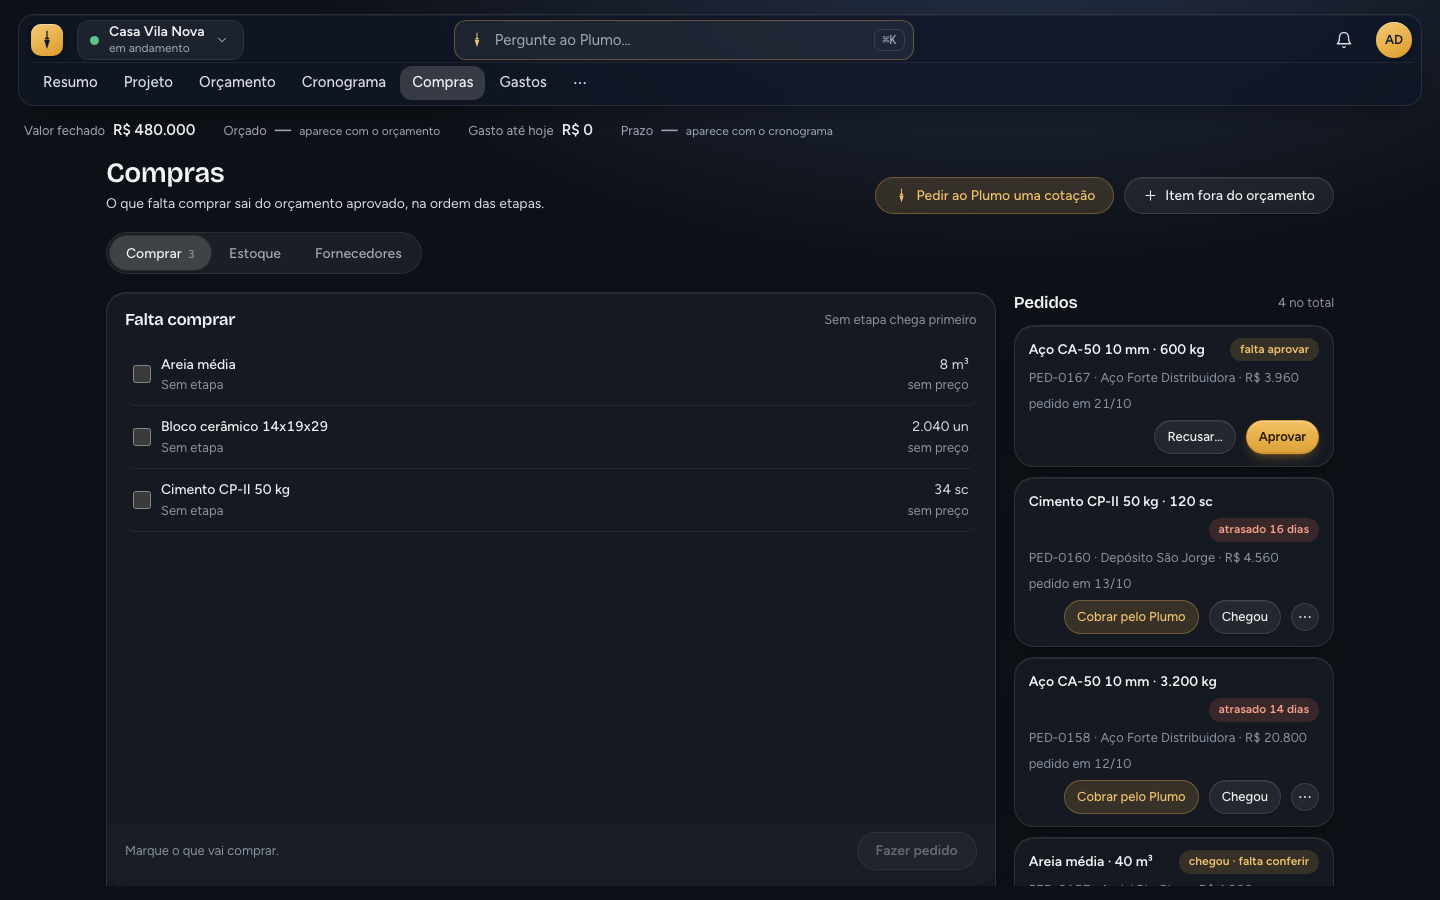 Casa Vila Nova
em andamento
Pergunte ao Plumo...
⌘K
AD
Resumo Projeto Orçamento Cronograma Compras Gastos ···
Valor fechado R$ 480.000 Orçado — aparece com o orçamento Gasto até hoje R$ 0 Prazo — aparece com o cronograma
Compras
O que falta comprar sai do orçamento aprovado, na ordem das etapas.
Pedir ao Plumo uma cotação
+ Item fora do orçamento
Comprar 3 Estoque Fornecedores
Falta comprar
Sem etapa chega primeiro
Areia média 8 m³
Sem etapa sem preço
Bloco cerâmico 14x19x29 2.040 un
Sem etapa sem preço
Cimento CP-II 50 kg 34 sc
Sem etapa sem preço
Marque o que vai comprar.
Fazer pedido
Pedidos 4 no total
Aço CA-50 10 mm · 600 kg falta aprovar
PED-0167 · Aço Forte Distribuidora · R$ 3.960
pedido em 21/10
Recusar... Aprovar
Cimento CP-II 50 kg · 120 sc
atrasado 16 dias
PED-0160 · Depósito São Jorge · R$ 4.560
pedido em 13/10
Cobrar pelo Plumo Chegou ···
Aço CA-50 10 mm · 3.200 kg
atrasado 14 dias
PED-0158 · Aço Forte Distribuidora · R$ 20.800
pedido em 12/10
Cobrar pelo Plumo Chegou ···
Areia média · 40 m³ chegou · falta conferir